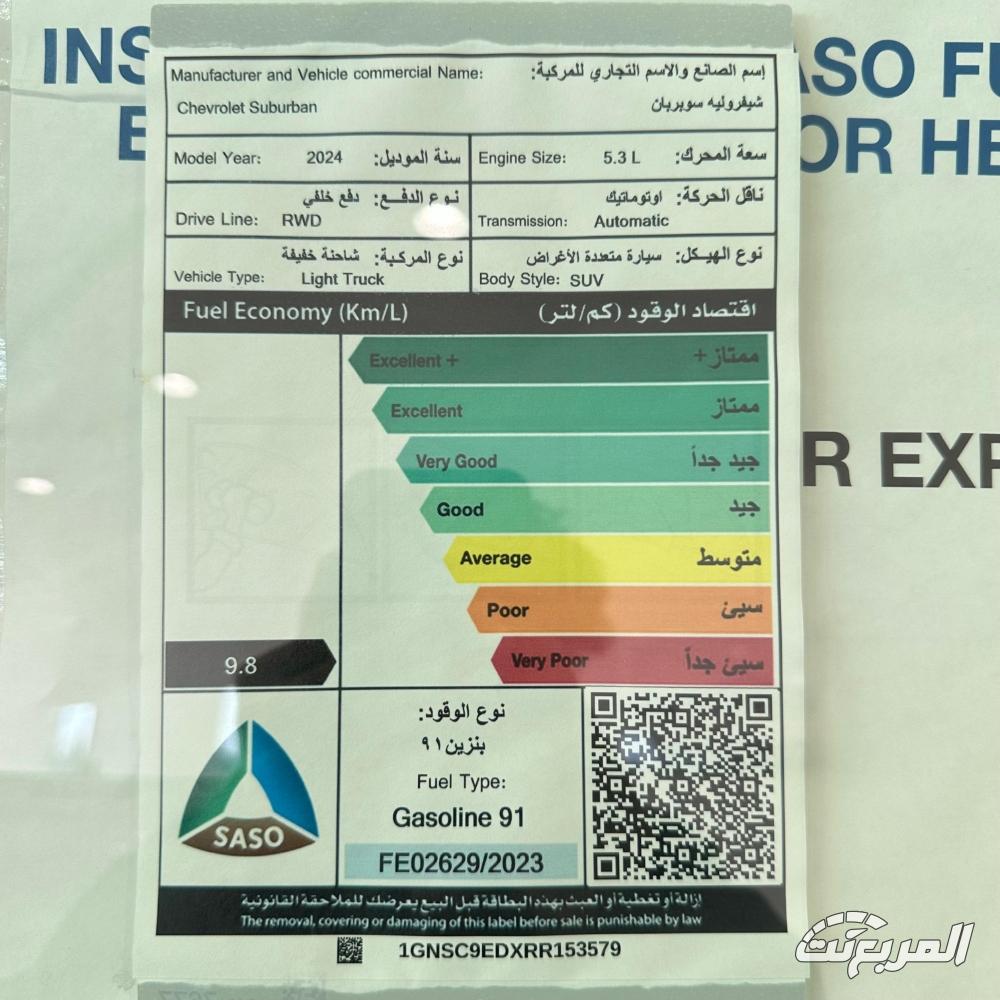 INS
ASO FU
E
OR HE
R EXP
Manufacturer and Vehicle commercial Name: إسم الصانع والاسم التجاري للمركبة:
Chevrolet Suburban شيفروليه سوبربان
Model Year: 2024 سنة الموديل:
Engine Size: 5.3 L سعة المحرك:
نوع الدفع: دفع خلفي
Drive Line: RWD
ناقل الحركة: اوتوماتيك
Transmission: Automatic
نوع المركبة: شاحنة خفيفة
Vehicle Type: Light Truck
نوع الهيكل: سيارة متعددة الأغراض
Body Style: SUV
Fuel Economy (Km/L) اقتصاد الوقود (كم/لتر)
Excellent + ممتاز +
Excellent ممتاز
Very Good جيد جداً
Good جيد
Average متوسط
Poor سيئ
Very Poor سيئ جداً
9.8
SASO
نوع الوقود:
بنزين ٩١
Fuel Type:
Gasoline 91
FE02629/2023
إزالة أو تغطية أو العبث بهذه البطاقة قبل البيع يعرضك للملاحقة القانونية
The removal, covering or damaging of this label before sale is punishable by law
1GNSC9EDXRR153579
المربع نت